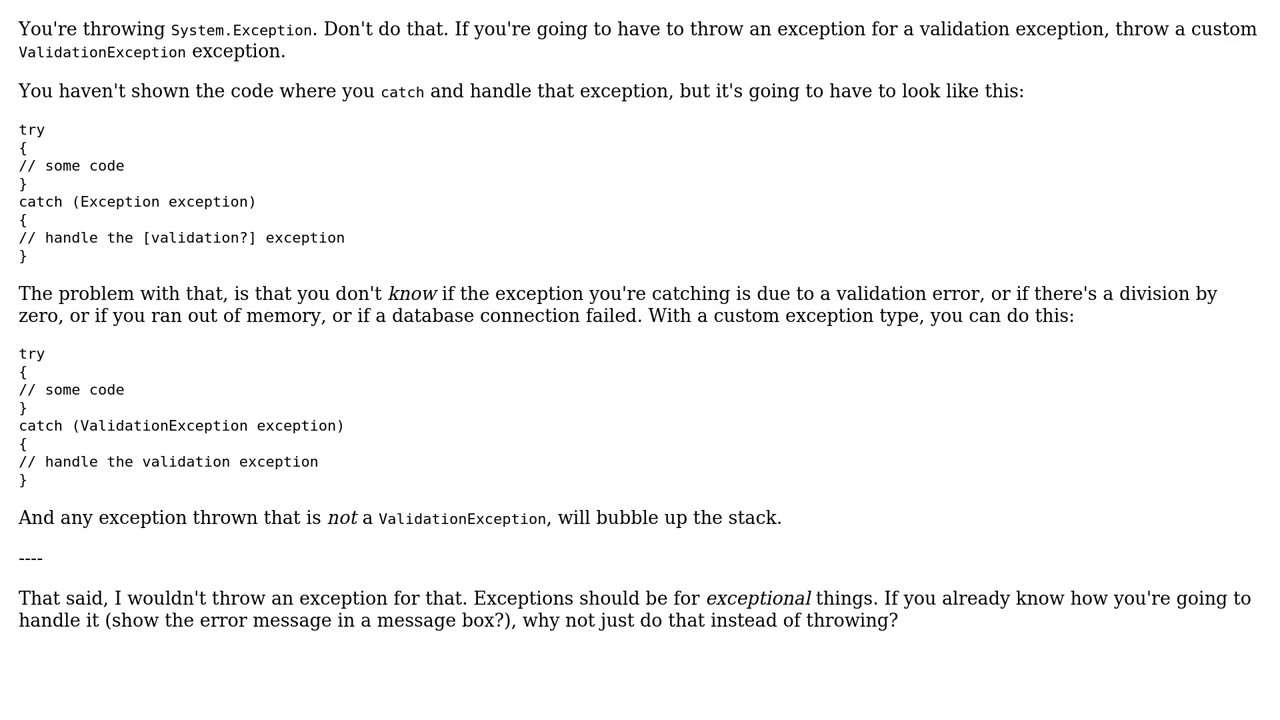 You're throwing System.Exception. Don't do that. If you're going to have to throw an exception for a validation exception, throw a custom
ValidationException exception.
You haven't shown the code where you catch and handle that exception, but it's going to have to look like this:
try
{
// some code
}
catch (Exception exception)
{
// handle the [validation?] exception
}
The problem with that, is that you don't know if the exception you're catching is due to a validation error, or if there's a division by
zero, or if you ran out of memory, or if a database connection failed. With a custom exception type, you can do this:
try
{
// some code
}
catch (ValidationException exception)
{
// handle the validation exception
}
And any exception thrown that is not a ValidationException, will bubble up the stack.
----
That said, I wouldn't throw an exception for that. Exceptions should be for exceptional things. If you already know how you're going to
handle it (show the error message in a message box?), why not just do that instead of throwing?